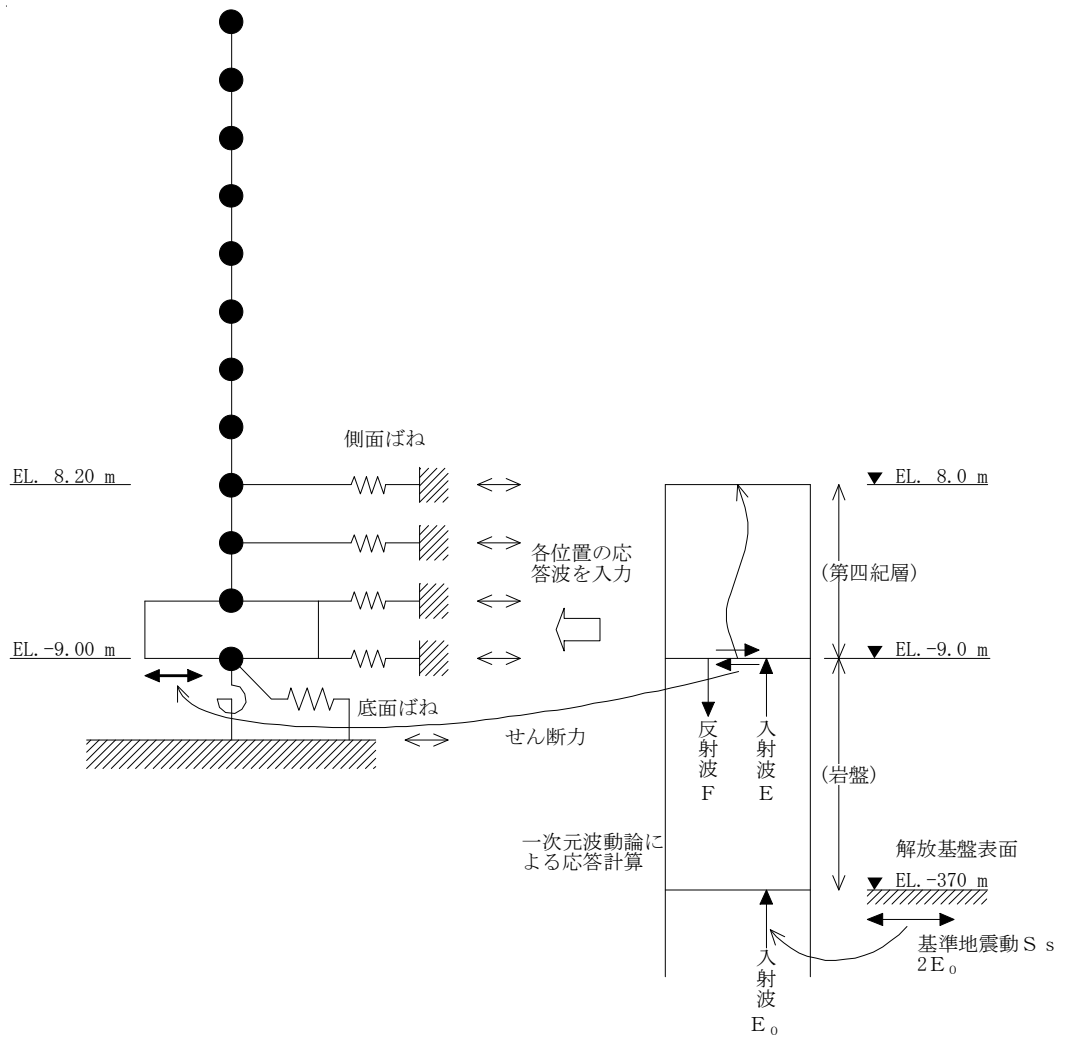 側面ばね
EL. 8.20 m
EL. 8.0 m
各位置の応
答波を入力
(第四紀層)
EL.-9.00 m
EL.-9.0 m
底面ばね
せん断力
反射波F
入射波E
(岩盤)
一次元波動論に
よる応答計算
解放基盤表面
EL.-370 m
基準地震動Ｓｓ
2E₀
入射波E₀